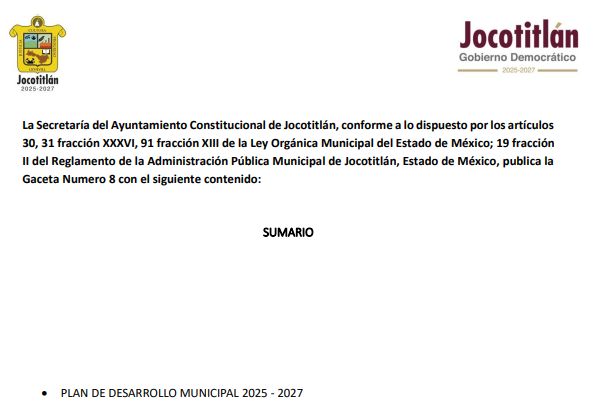 Jocotitlán
2025-2027
Jocotitlán
Gobierno Democrático
2025-2027
La Secretaría del Ayuntamiento Constitucional de Jocotitlán, conforme a lo dispuesto por los artículos
30, 31 fracción XXXVI, 91 fracción XIII de la Ley Orgánica Municipal del Estado de México; 19 fracción
II del Reglamento de la Administración Pública Municipal de Jocotitlán, Estado de México, publica la
Gaceta Numero 8 con el siguiente contenido:
SUMARIO
• PLAN DE DESARROLLO MUNICIPAL 2025 - 2027